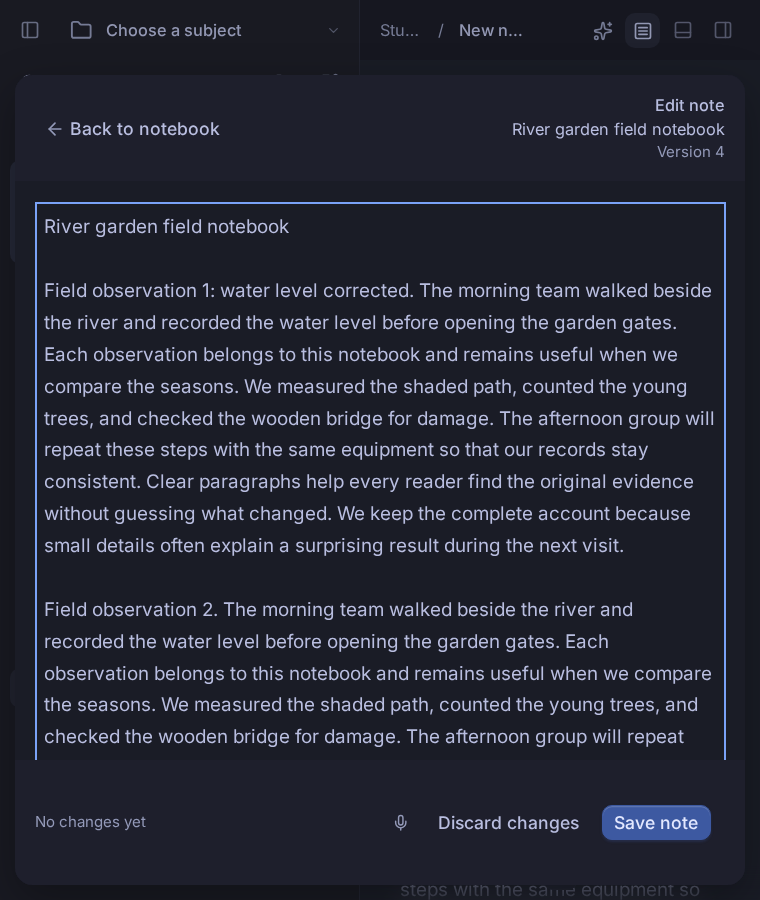 Choose a subject
Stu... / New n...
Edit note
Back to notebook
River garden field notebook
Version 4
River garden field notebook
Field observation 1: water level corrected. The morning team walked beside
the river and recorded the water level before opening the garden gates.
Each observation belongs to this notebook and remains useful when we
compare the seasons. We measured the shaded path, counted the young
trees, and checked the wooden bridge for damage. The afternoon group will
repeat these steps with the same equipment so that our records stay
consistent. Clear paragraphs help every reader find the original evidence
without guessing what changed. We keep the complete account because
small details often explain a surprising result during the next visit.
Field observation 2. The morning team walked beside the river and
recorded the water level before opening the garden gates. Each
observation belongs to this notebook and remains useful when we compare
the seasons. We measured the shaded path, counted the young trees, and
checked the wooden bridge for damage. The afternoon group will repeat
No changes yet
Discard changes
Save note
steps with the same equipment so